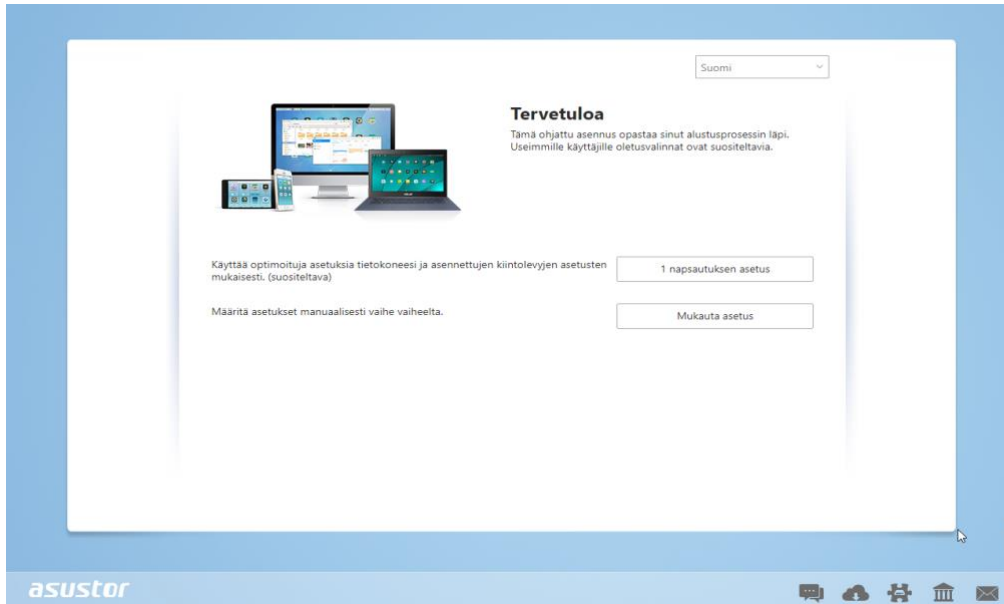 Suomi
Tervetuloa
Tämä ohjattu asennus opastaa sinut alustusprosessin läpi.
Useimmille käyttäjille oletusvalinnat ovat suositeltavia.
Käyttää optimoituja asetuksia tietokoneesi ja asennettujen kiintolevyjen asetusten
mukaisesti. (suositeltava)
1 napsautuksen asetus
Määritä asetukset manuaalisesti vaihe vaiheelta.
Mukauta asetus
asustor